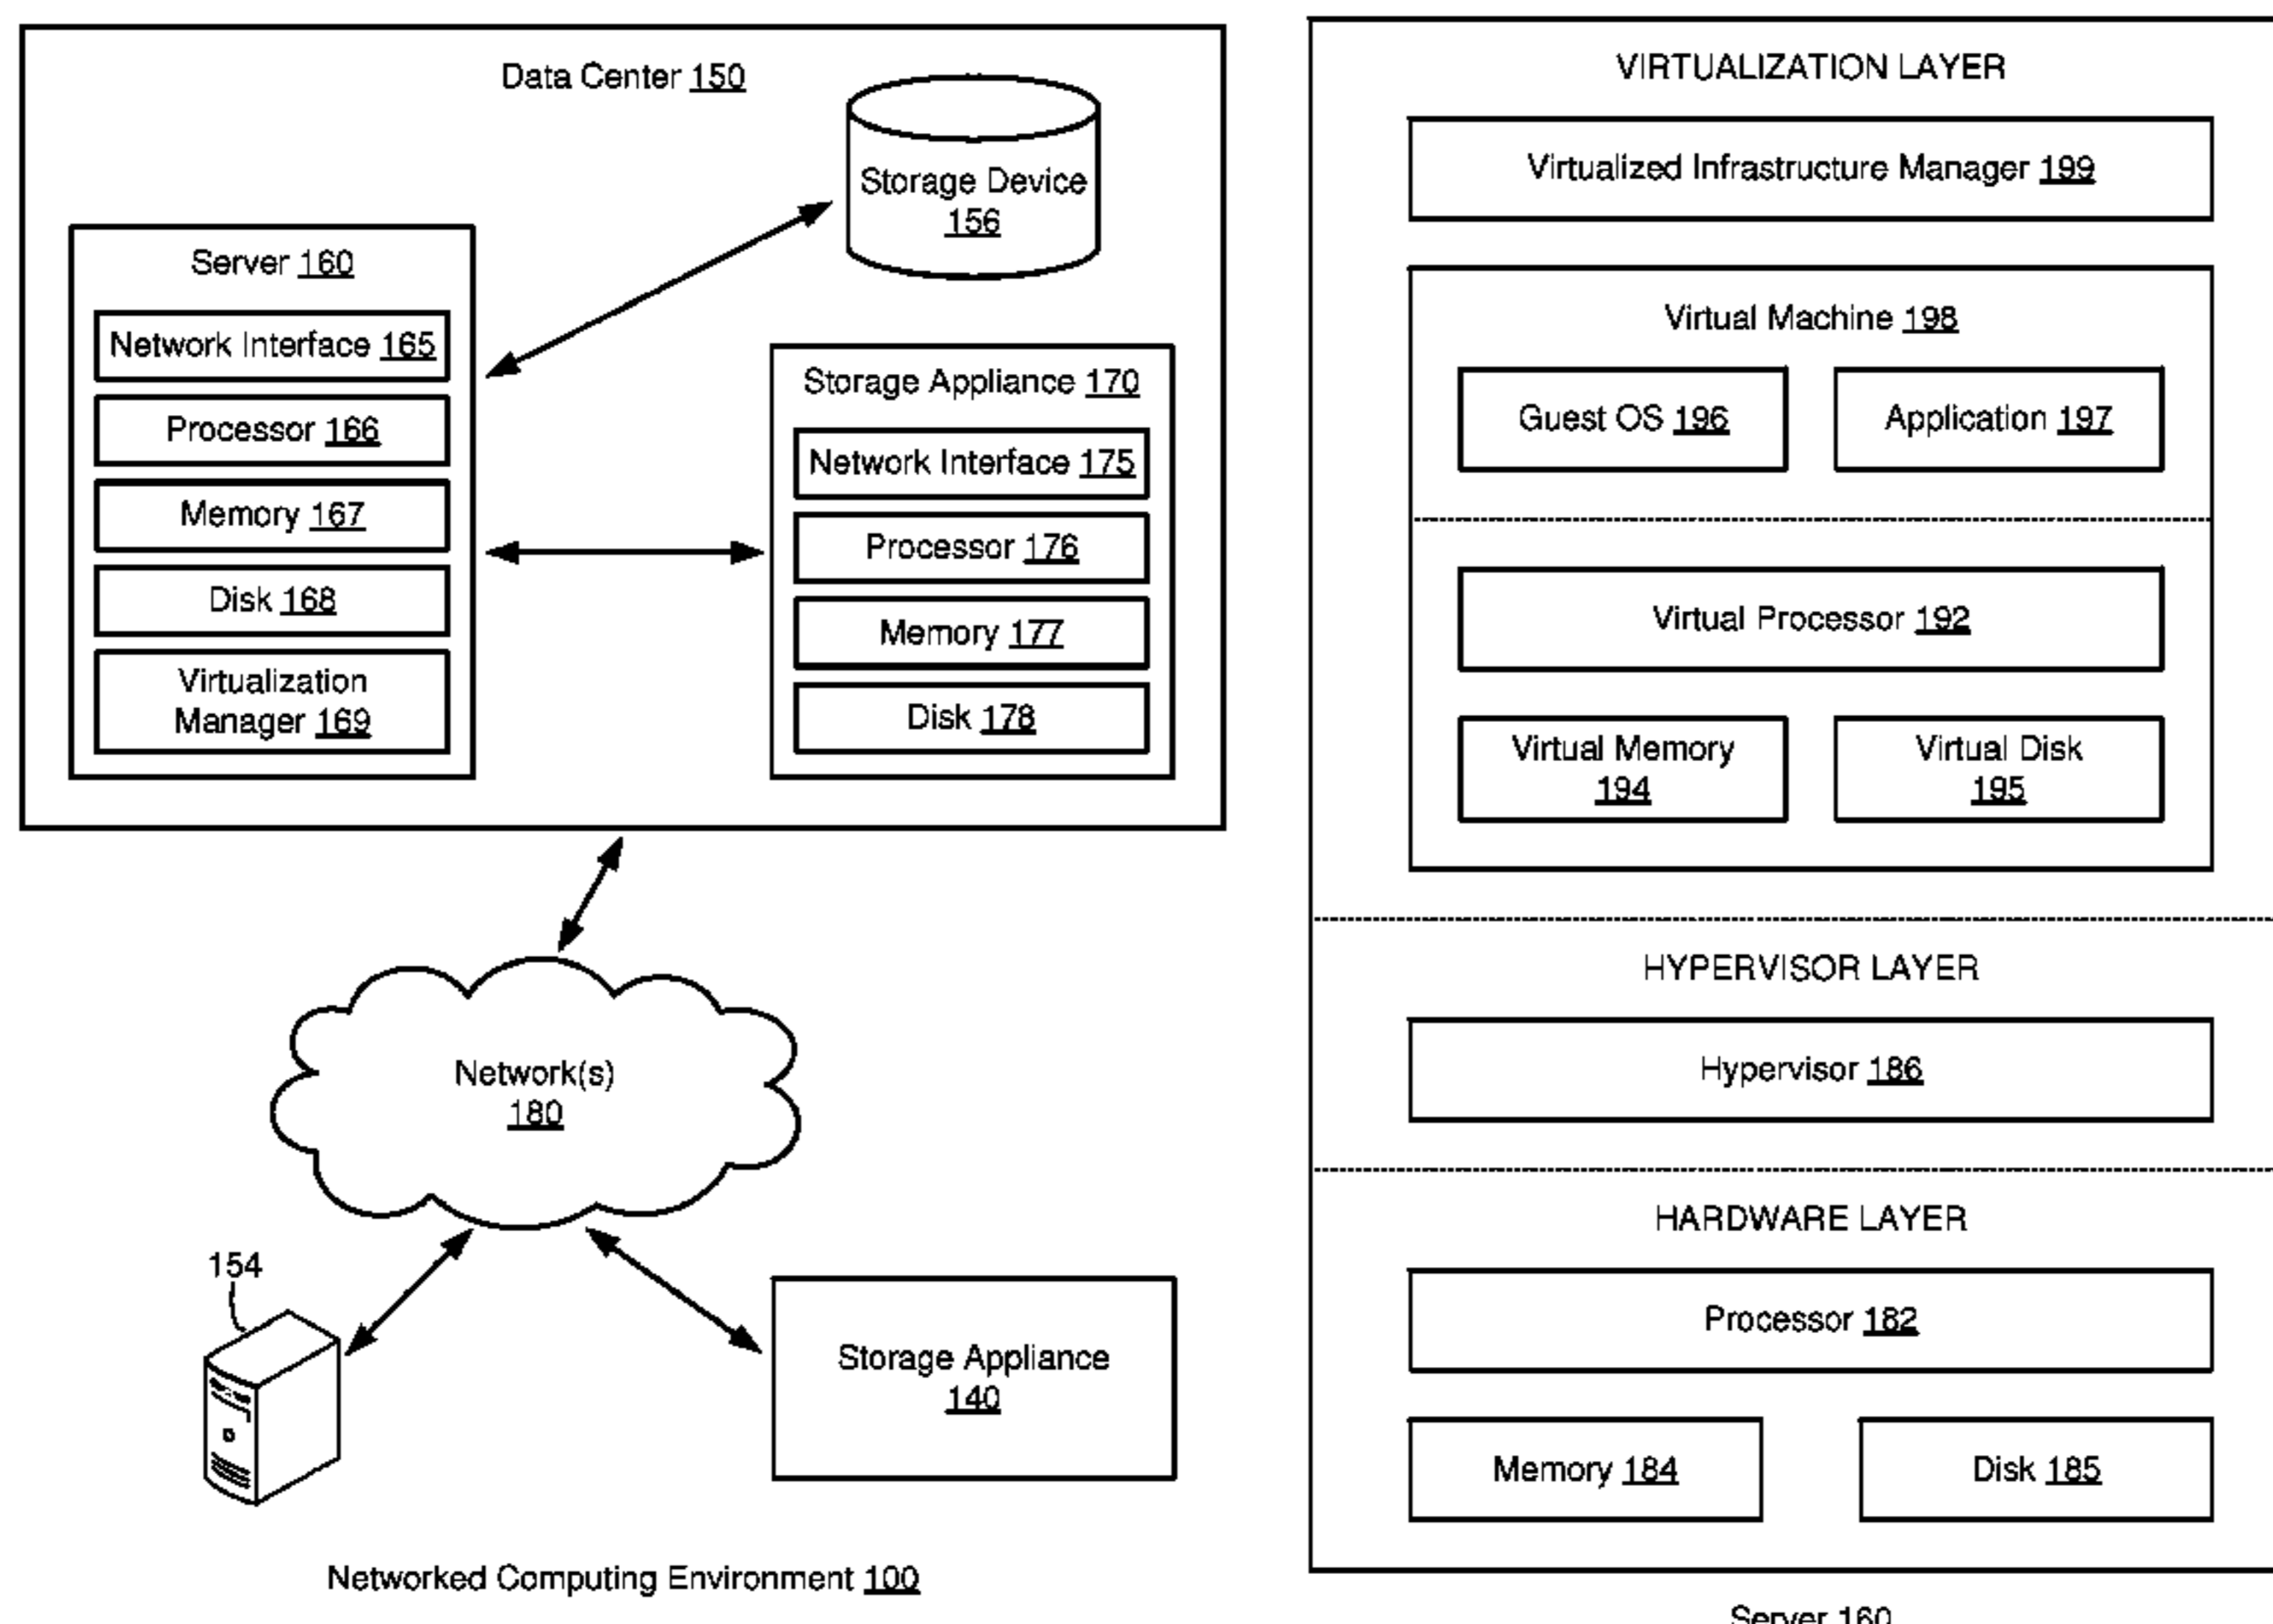 Data Center 150
Storage Device
156
Server 160
Network Interface 165
Processor 166
Memory 167
Disk 168
Virtualization
Manager 169
Storage Appliance 170
Network Interface 175
Processor 176
Memory 177
Disk 178
Network(s)
180
154
Storage Appliance
140
Networked Computing Environment 100
VIRTUALIZATION LAYER
Virtualized Infrastructure Manager 199
Virtual Machine 198
Guest OS 196
Application 197
Virtual Processor 192
Virtual Memory
194
Virtual Disk
195
HYPERVISOR LAYER
Hypervisor 186
HARDWARE LAYER
Processor 182
Memory 184
Disk 185
Server 160